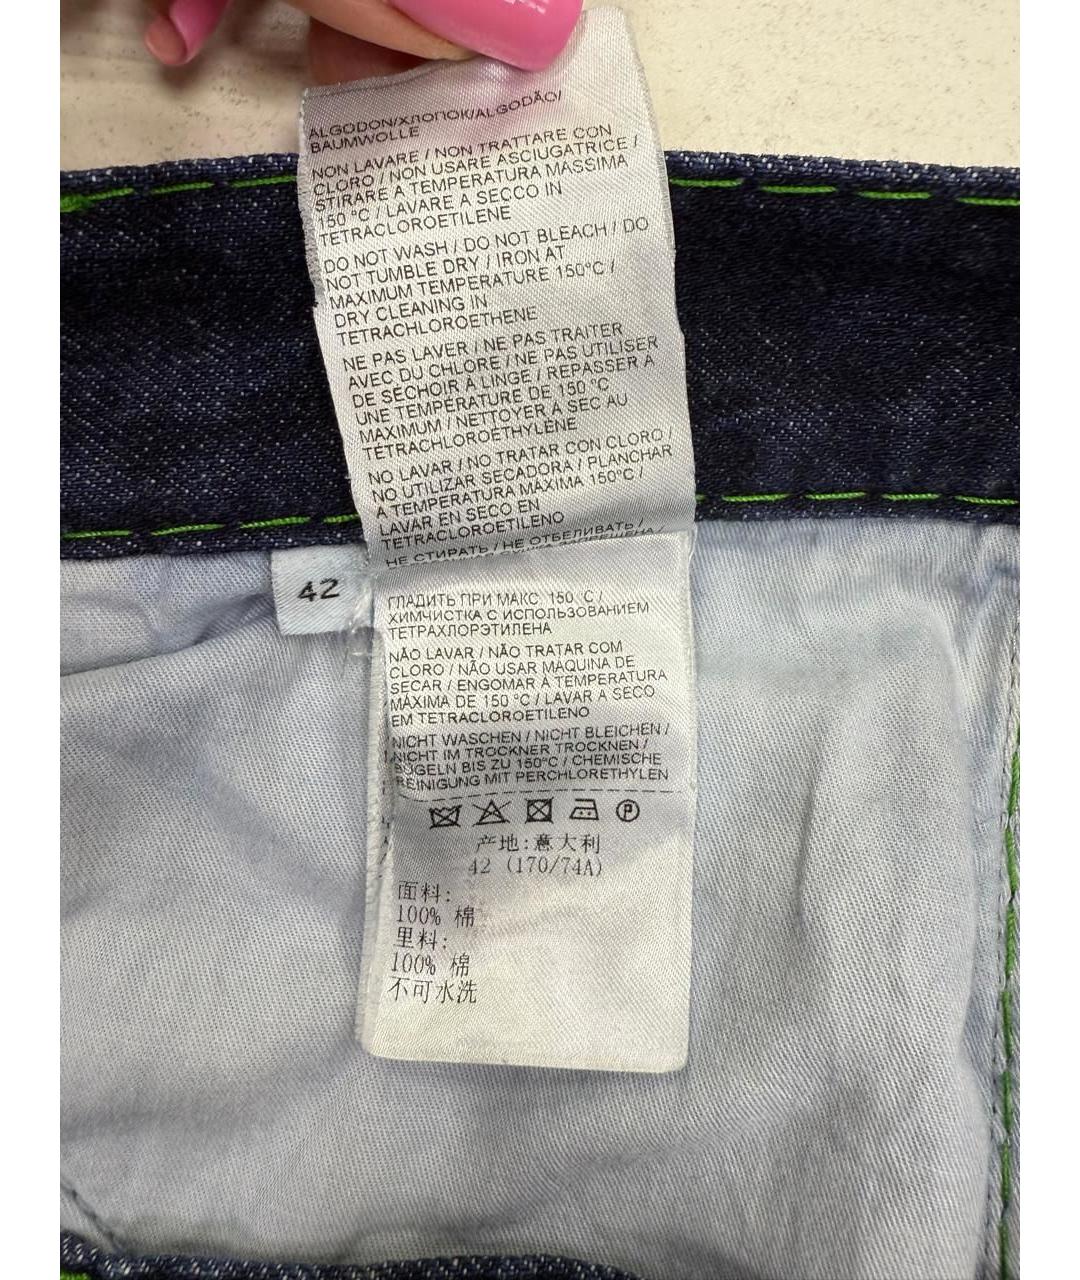 ALGODON/ХЛОПОК/ALGODÃO/
BAUMWOLLE
NON LAVARE / NON TRATTARE CON
CLORO / NON USARE ASCIUGATRICE /
STIRARE A TEMPERATURA MASSIMA
150 °C / LAVARE A SECCO IN
TETRACLOROETILENE
DO NOT WASH / DO NOT BLEACH / DO
NOT TUMBLE DRY / IRON AT
MAXIMUM TEMPERATURE 150°C /
DRY CLEANING IN
TETRACHLOROETHENE
NE PAS LAVER / NE PAS TRAITER
AVEC DU CHLORE / NE PAS UTILISER
DE SÉCHOIR À LINGE / REPASSER À
UNE TEMPÉRATURE DE 150 °C
MAXIMUM / NETTOYER À SEC AU
TÉTRACHLOROÉTHYLÈNE
NO LAVAR / NO TRATAR CON CLORO /
NO UTILIZAR SECADORA / PLANCHAR
A TEMPERATURA MÁXIMA 150°C /
LAVAR EN SECO EN
TETRACLOROETILENO
НЕ СТИРАТЬ / НЕ ОТБЕЛИВАТЬ /
42
ГЛАДИТЬ ПРИ МАКС. 150 C /
ХИМЧИСТКА С ИСПОЛЬЗОВАНИЕМ
ТЕТРАХЛОРЭТИЛЕНА
NÃO LAVAR / NÃO TRATAR COM
CLORO / NÃO USAR MAQUINA DE
SECAR / ENGOMAR À TEMPERATURA
MÁXIMA DE 150 °C / LAVAR A SECO
EM TETRACLOROETILENO
NICHT WASCHEN / NICHT BLEICHEN /
NICHT IM TROCKNER TROCKNEN /
BÜGELN BIS ZU 150°C / CHEMISCHE
REINIGUNG MIT PERCHLORETHYLEN
P
产地:意大利
42 (170/74A)
面料:
100% 棉
里料:
100% 棉
不可水洗